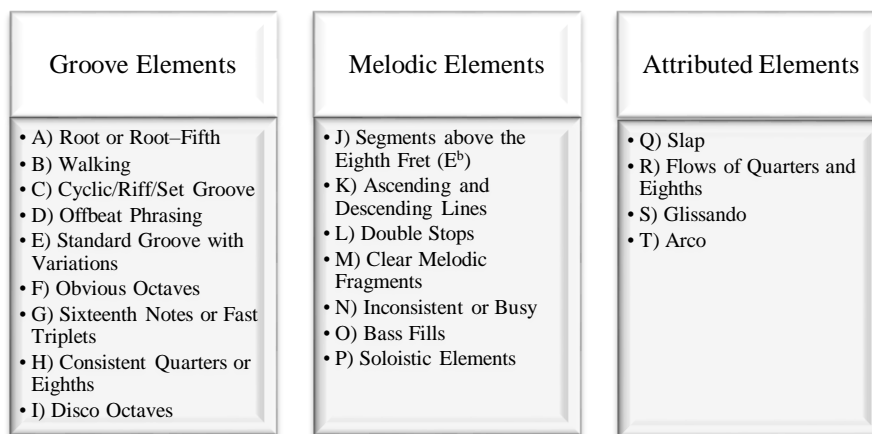 Groove Elements
• A) Root or Root–Fifth
• B) Walking
• C) Cyclic/Riff/Set Groove
• D) Offbeat Phrasing
• E) Standard Groove with
Variations
• F) Obvious Octaves
• G) Sixteenth Notes or Fast
Triplets
• H) Consistent Quarters or
Eighths
• I) Disco Octaves
Melodic Elements
• J) Segments above the
Eighth Fret (Eᵇ)
• K) Ascending and
Descending Lines
• L) Double Stops
• M) Clear Melodic
Fragments
• N) Inconsistent or Busy
• O) Bass Fills
• P) Soloistic Elements
Attributed Elements
• Q) Slap
• R) Flows of Quarters and
Eighths
• S) Glissando
• T) Arco